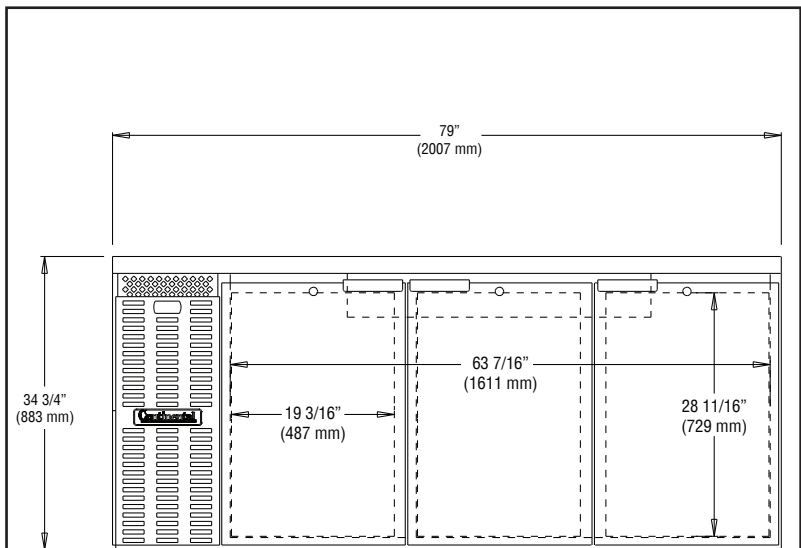 79”
(2007 mm)
34 3/4”
(883 mm)
63 7/16”
(1611 mm)
19 3/16”
(487 mm)
28 11/16”
(729 mm)
Continental